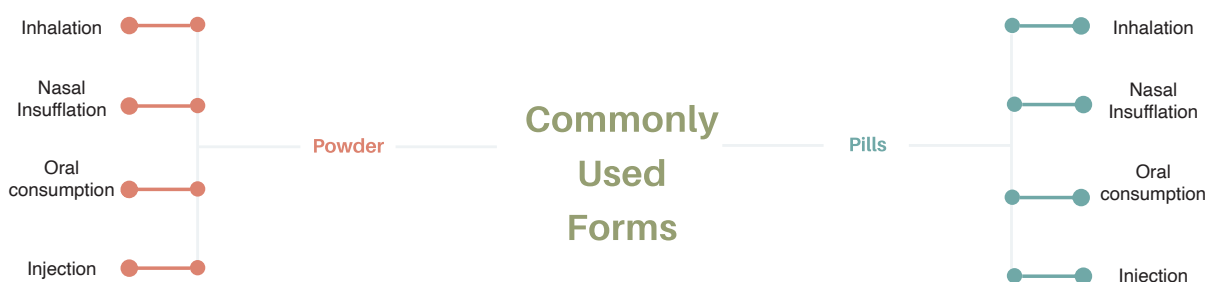 Inhalation
Nasal
Insufflation
Oral
consumption
Injection
Powder
Commonly
Used
Forms
Pills
Inhalation
Nasal
Insufflation
Oral
consumption
Injection